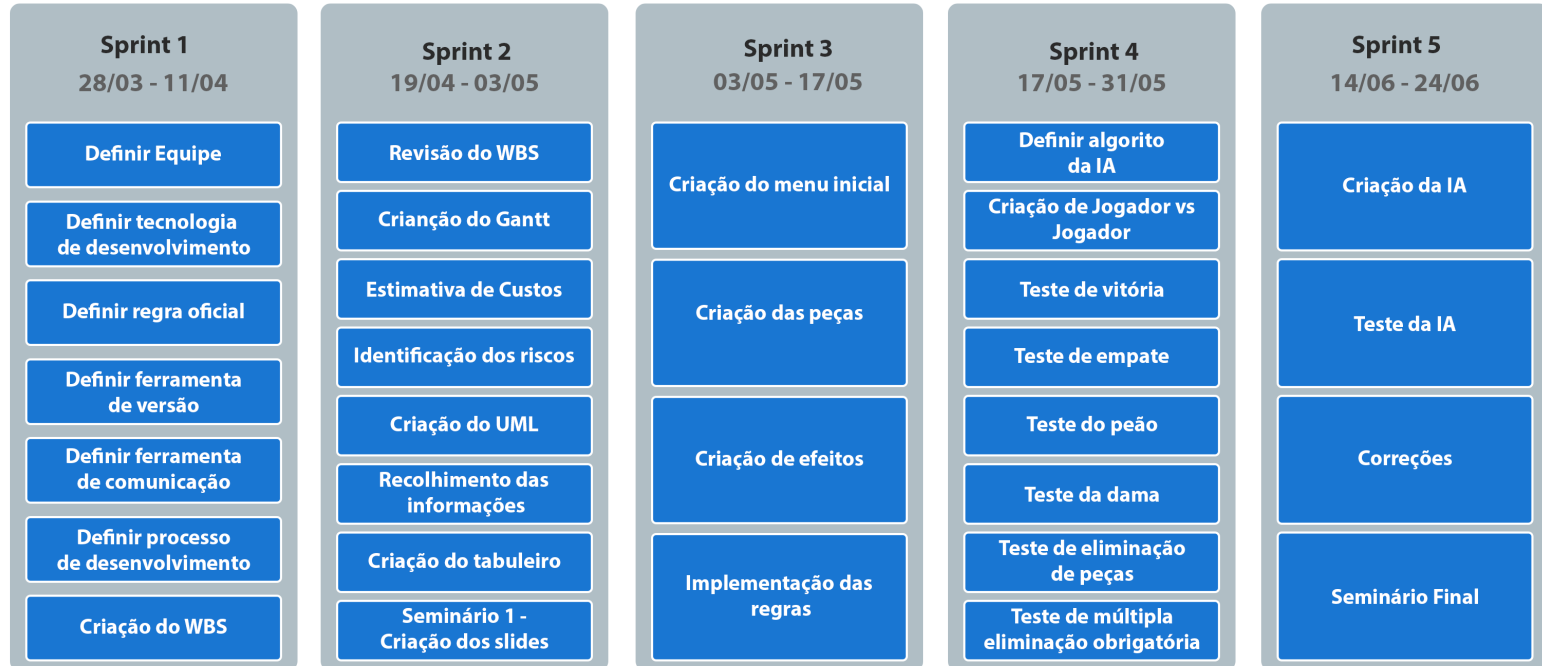 Sprint 1
28/03 - 11/04
Definir Equipe
Definir tecnologia
de desenvolvimento
Definir regra oficial
Definir ferramenta
de versão
Definir ferramenta
de comunicação
Definir processo
de desenvolvimento
Criação do WBS
Sprint 2
19/04 - 03/05
Revisão do WBS
Crianção do Gantt
Estimativa de Custos
Identificação dos riscos
Criação do UML
Recolhimento das
informações
Criação do tabuleiro
Seminário 1 -
Criação dos slides
Sprint 3
03/05 - 17/05
Criação do menu inicial
Criação das peças
Criação de efeitos
Implementação das
regras
Sprint 4
17/05 - 31/05
Definir algorito
da IA
Criação de Jogador vs
Jogador
Teste de vitória
Teste de empate
Teste do peão
Teste da dama
Teste de eliminação
de peças
Teste de múltipla
eliminação obrigatória
Sprint 5
14/06 - 24/06
Criação da IA
Teste da IA
Correções
Seminário Final